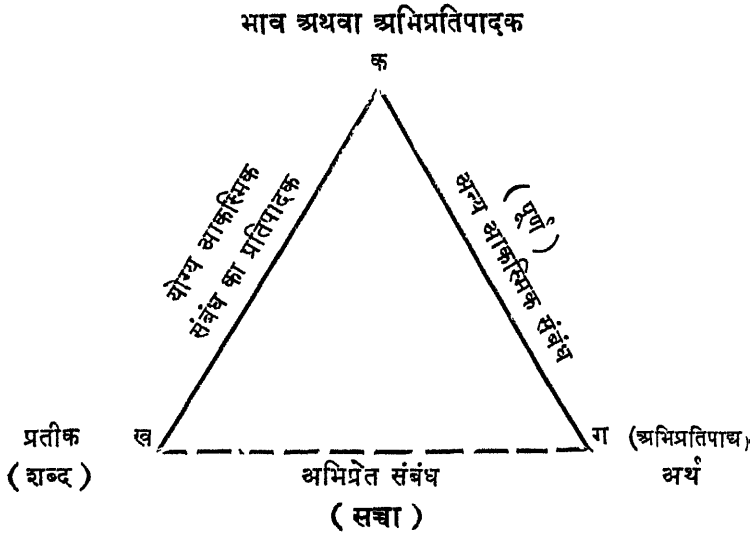 भाव अथवा अभिप्रतिपादक
क
योग्य आकस्मिक
संबंध का प्रतिपादक
(पूर्ण)
अन्य आकस्मिक संबंध
प्रतीक ख
(शब्द)
ग (अभिप्रतिपाद्य)
अर्थ
अभिप्रेत संबंध
(सच्चा)